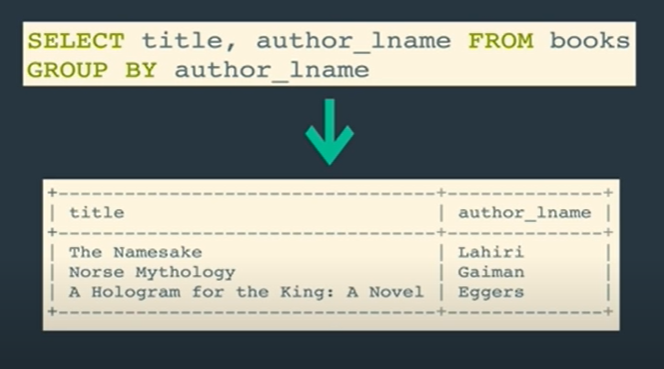 SELECT title, author_lname FROM books
GROUP BY author_lname
+----------------------------------+--------------+
| title                            | author_lname |
+----------------------------------+--------------+
| The Namesake                     | Lahiri       |
| Norse Mythology                  | Gaiman       |
| A Hologram for the King: A Novel | Eggers       |
+----------------------------------+--------------+